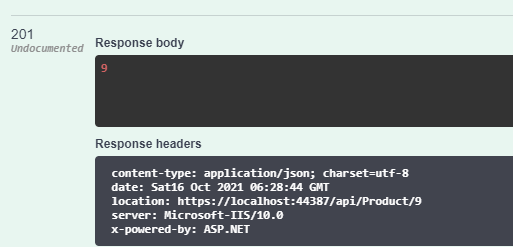 201
Undocumented
Response body
9
Response headers
content-type: application/json; charset=utf-8
date: Sat16 Oct 2021 06:28:44 GMT
location: https://localhost:44387/api/Product/9
server: Microsoft-IIS/10.0
x-powered-by: ASP.NET